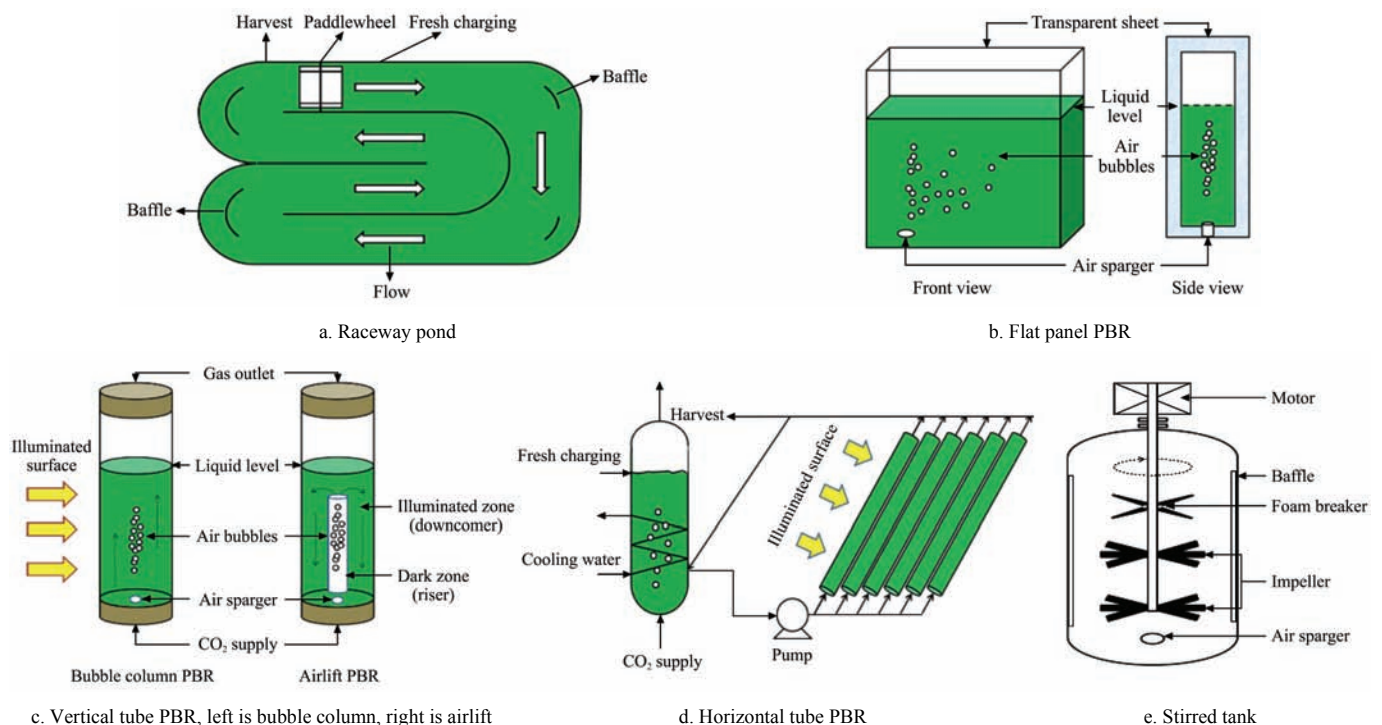 Harvest Paddlewheel Fresh charging
Baffle
Baffle
Flow
a. Raceway pond
Transparent sheet
Liquid
level
Air
bubbles
Air sparger
Front view
Side view
b. Flat panel PBR
Gas outlet
Illuminated
surface
Liquid level
Illuminated zone
(downcomer)
Air bubbles
Dark zone
(riser)
Air sparger
CO₂ supply
Bubble column PBR
Airlift PBR
c. Vertical tube PBR, left is bubble column, right is airlift
Harvest
Fresh charging
Illuminated surface
Cooling water
CO₂ supply
Pump
d. Horizontal tube PBR
Motor
Baffle
Foam breaker
Impeller
Air sparger
e. Stirred tank